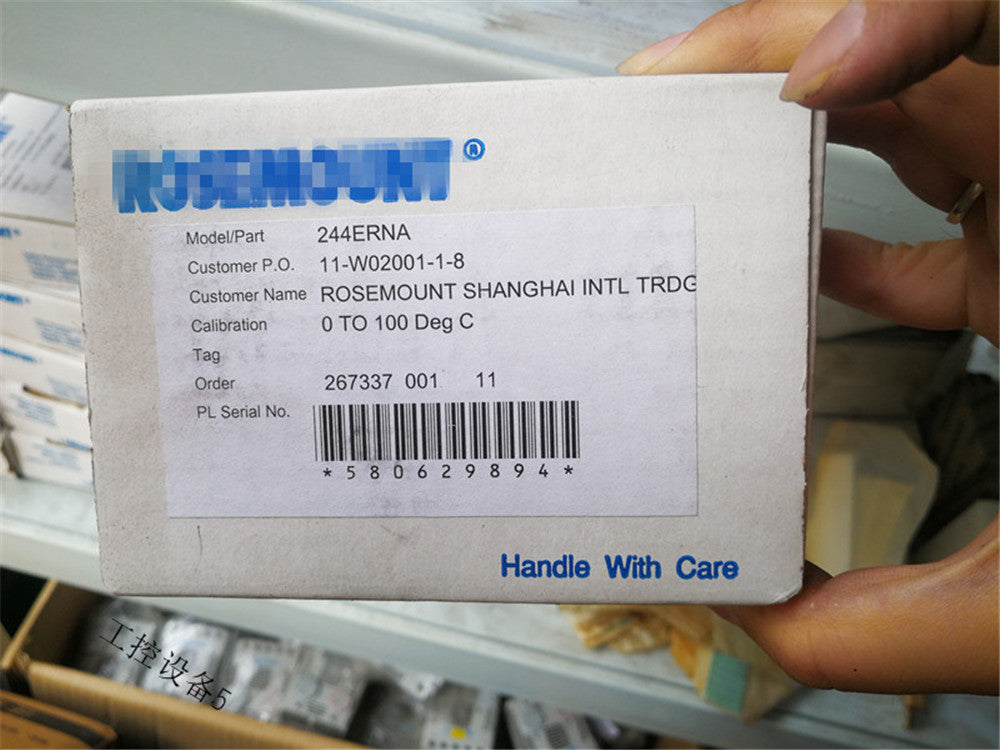 ROSEMOUNT®
Model/Part 244ERNA
Customer P.O. 11-W02001-1-8
Customer Name ROSEMOUNT SHANGHAI INTL TRDG
Calibration 0 TO 100 Deg C
Tag
Order 267337 001 11
PL Serial No.
*580629894*
Handle With Care
工控设备5